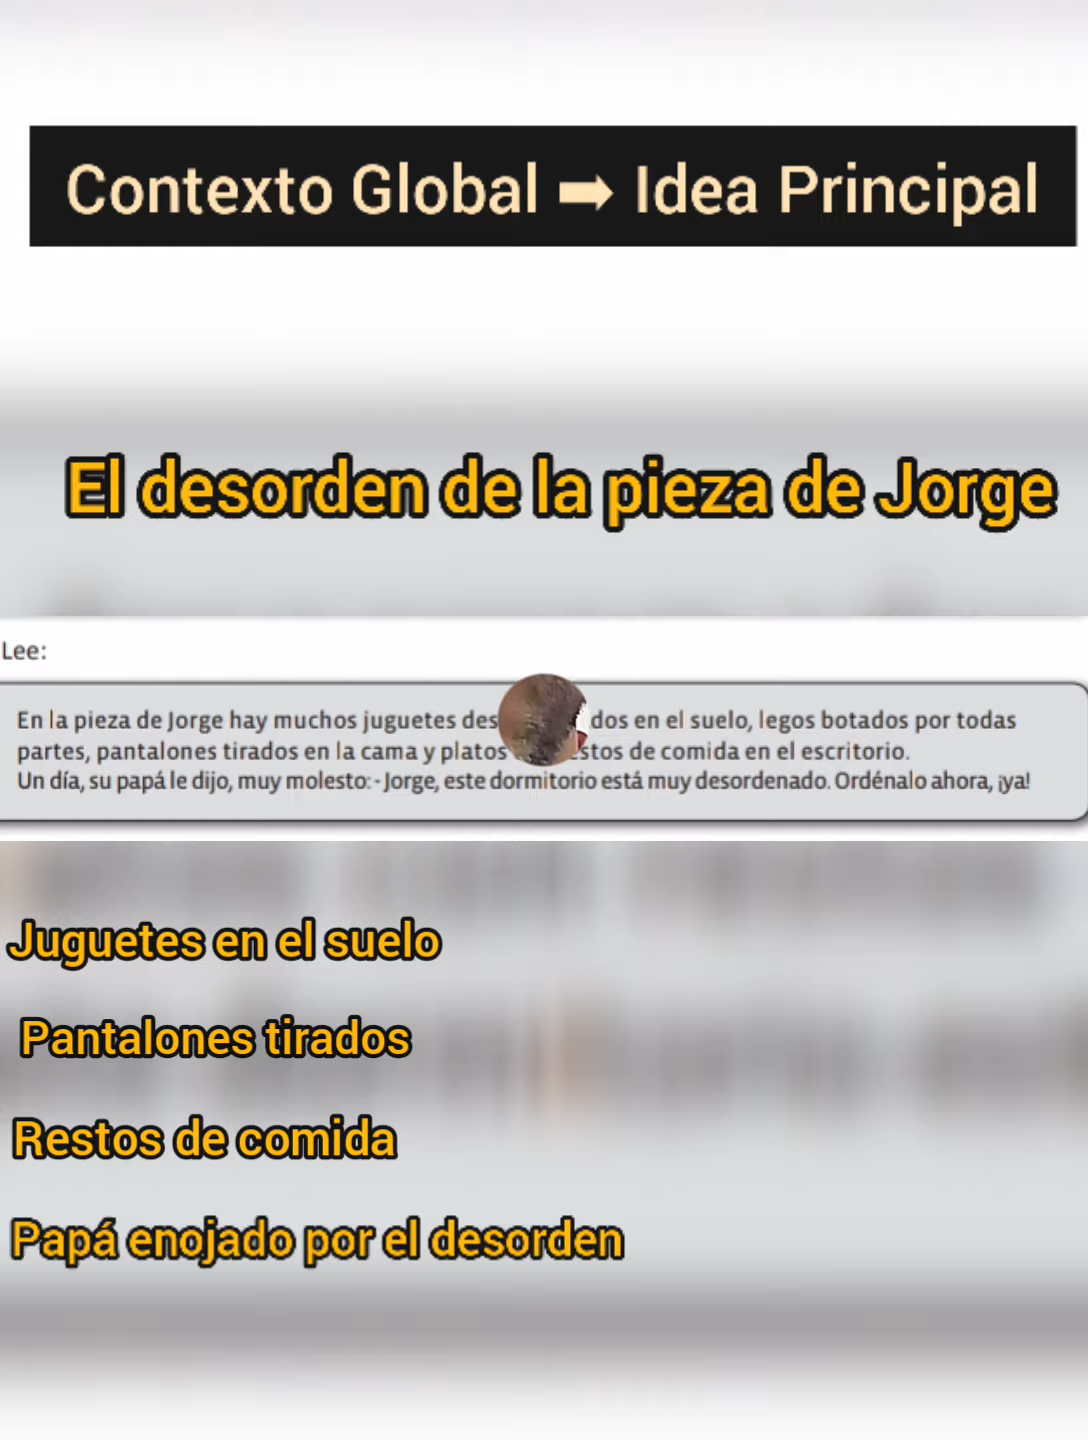 Contexto Global ➡ Idea Principal
El desorden de la pieza de Jorge
Lee:
En la pieza de Jorge hay muchos juguetes en el suelo, legos botados por todas
partes, pantalones tirados en la cama y platos de comida en el escritorio.
Un día, su papá le dijo, muy molesto: - Jorge, este dormitorio está muy desordenado. Ordénalo ahora, ¡ya!
Juguetes en el suelo
Pantalones tirados
Restos de comida
Papá enojado por el desorden